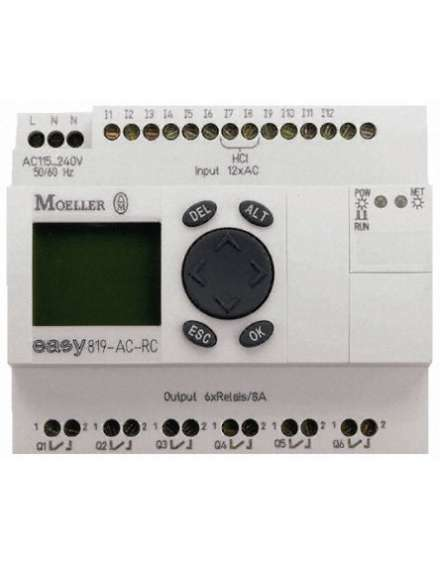 L N N
I1 I2 I3 I4 I5 I6 I7 I8 I9 I10 I11 I12
AC115...240V
50/60 Hz
HCI
Input 12xAC
MOELLER
DEL
ALT
POW
RUN
NET
easy 819-AC-RC
ESC
OK
Output 6xRelais/8A
1 2 1 2 1 2 1 2 1 2 1 2
Q1 Q2 Q3 Q4 Q5 Q6